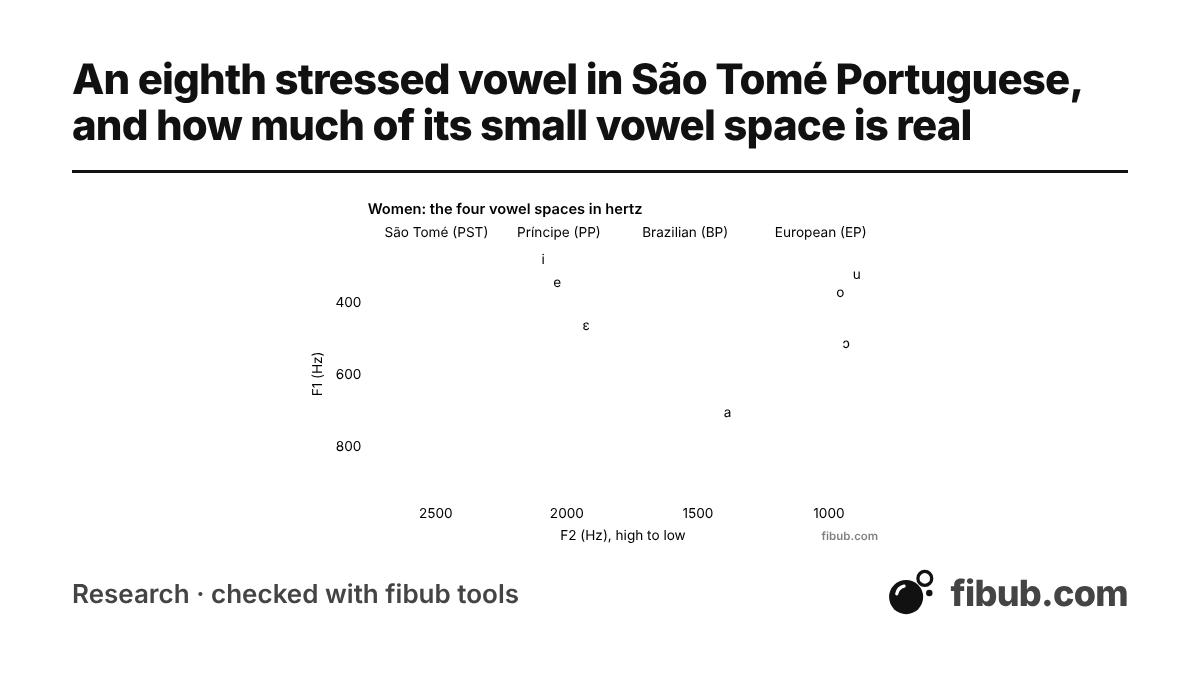 An eighth stressed vowel in São Tomé Portuguese,
and how much of its small vowel space is real
Women: the four vowel spaces in hertz
São Tomé (PST) Príncipe (PP) Brazilian (BP) European (EP)
i
u
e
o
400
ɛ
ɔ
F1 (Hz)
600
a
800
2500 2000 1500 1000
F2 (Hz), high to low
fibub.com
Research · checked with fibub tools
fibub.com